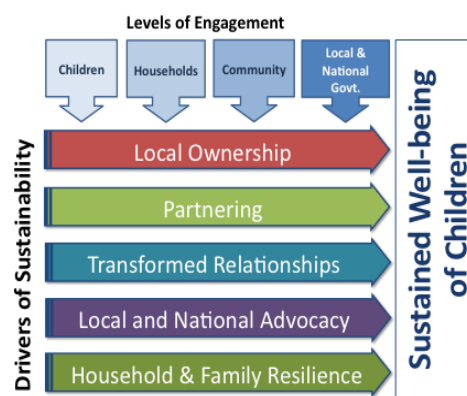 Levels of Engagement
Children
Households
Community
Local &
National
Govt.
Drivers of Sustainability
Local Ownership
Partnering
Transformed Relationships
Local and National Advocacy
Household & Family Resilience
Sustained Well-being
of Children